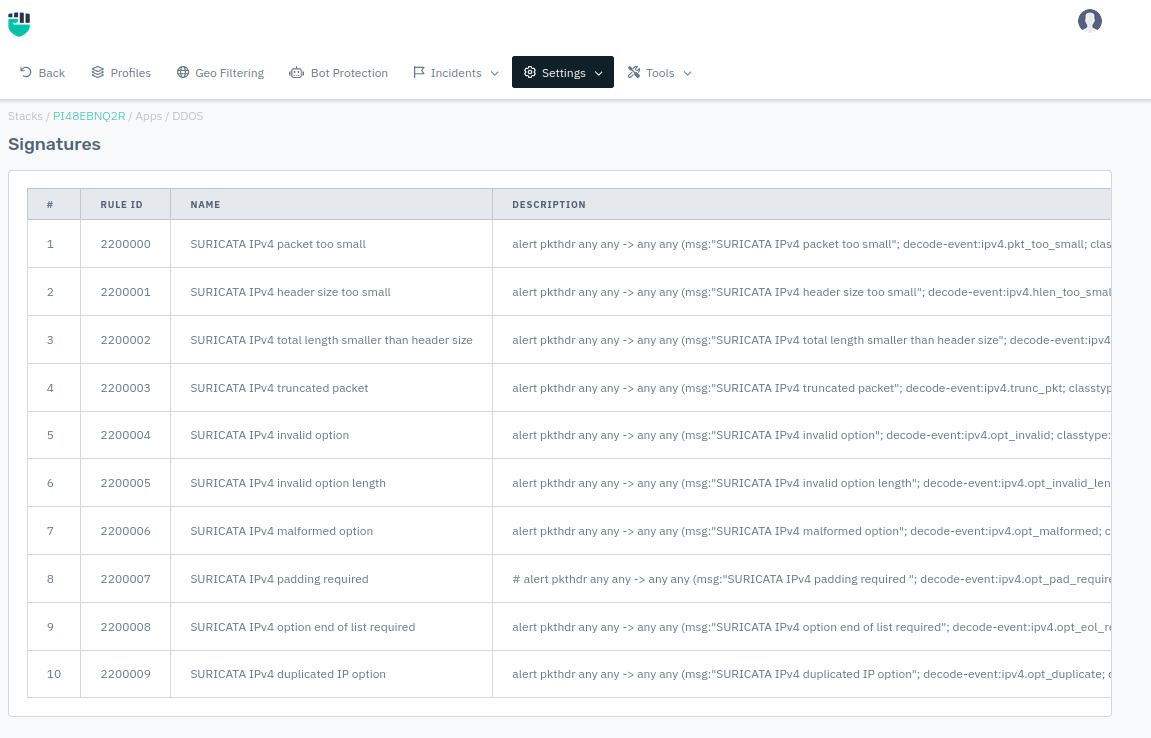 Back Profiles Geo Filtering Bot Protection Incidents Settings Tools
Stacks / PI48EBNQ2R / Apps / DDOS
Signatures
# RULE ID NAME DESCRIPTION
1 2200000 SURICATA IPv4 packet too small alert pkthdr any any -> any any (msg:"SURICATA IPv4 packet too small"; decode-event:ipv4.pkt_too_small; clas
2 2200001 SURICATA IPv4 header size too small alert pkthdr any any -> any any (msg:"SURICATA IPv4 header size too small"; decode-event:ipv4.hlen_too_smal
3 2200002 SURICATA IPv4 total length smaller than header size alert pkthdr any any -> any any (msg:"SURICATA IPv4 total length smaller than header size"; decode-event:ipv4
4 2200003 SURICATA IPv4 truncated packet alert pkthdr any any -> any any (msg:"SURICATA IPv4 truncated packet"; decode-event:ipv4.trunc_pkt; classtyp
5 2200004 SURICATA IPv4 invalid option alert pkthdr any any -> any any (msg:"SURICATA IPv4 invalid option"; decode-event:ipv4.opt_invalid; classtype:
6 2200005 SURICATA IPv4 invalid option length alert pkthdr any any -> any any (msg:"SURICATA IPv4 invalid option length"; decode-event:ipv4.opt_invalid_len
7 2200006 SURICATA IPv4 malformed option alert pkthdr any any -> any any (msg:"SURICATA IPv4 malformed option"; decode-event:ipv4.opt_malformed; c
8 2200007 SURICATA IPv4 padding required # alert pkthdr any any -> any any (msg:"SURICATA IPv4 padding required "; decode-event:ipv4.opt_pad_require
9 2200008 SURICATA IPv4 option end of list required alert pkthdr any any -> any any (msg:"SURICATA IPv4 option end of list required"; decode-event:ipv4.opt_eol_re
10 2200009 SURICATA IPv4 duplicated IP option alert pkthdr any any -> any any (msg:"SURICATA IPv4 duplicated IP option"; decode-event:ipv4.opt_duplicate; c